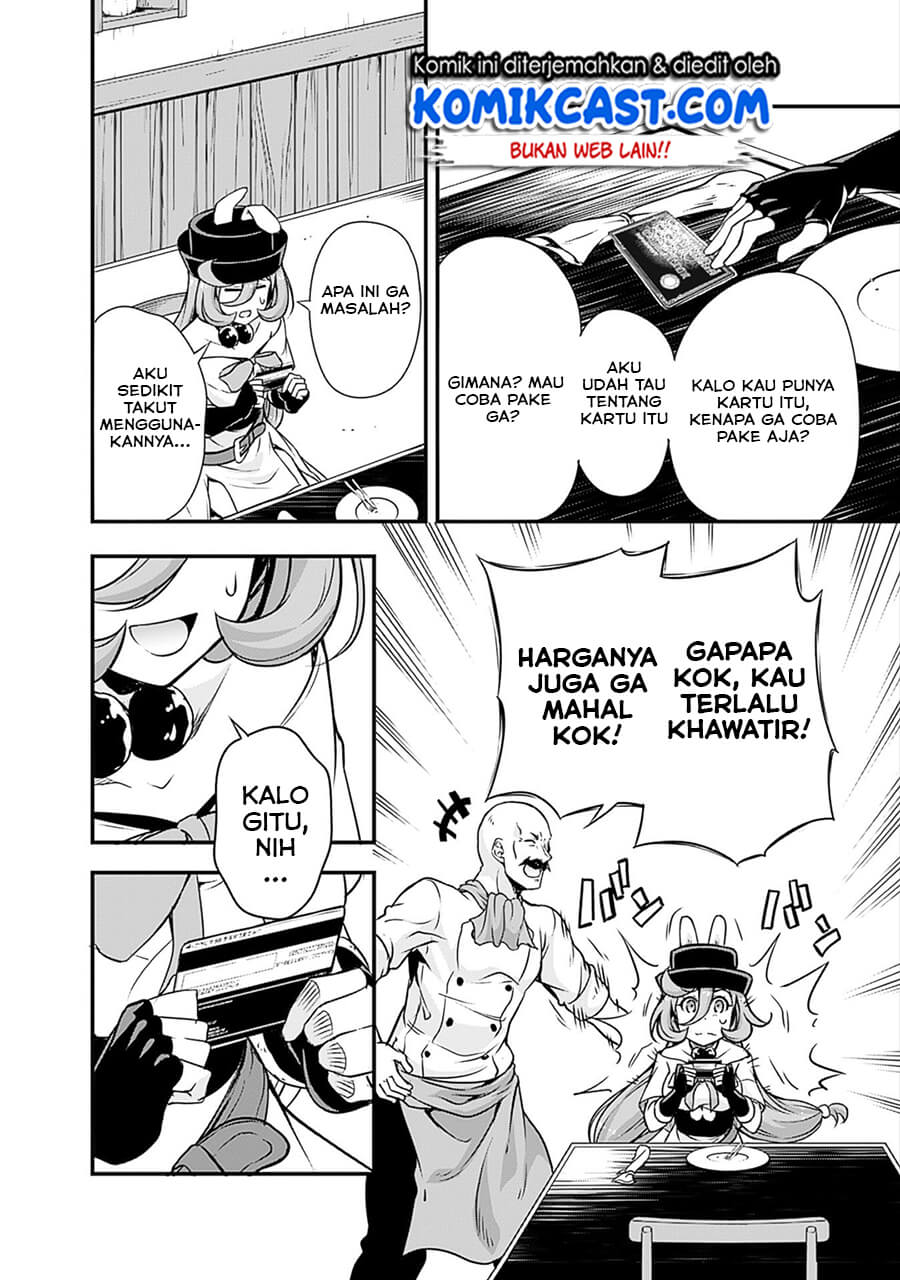 Komik ini diterjemahkan & diedit oleh
KOMIKCAST.COM
BUKAN WEB LAIN!!
KALO KAU PUNYA
KARTU ITU,
KENAPA GA COBA
PAKE AJA?
AKU
UDAH TAU
TENTANG
KARTU ITU
GIMANA? MAU
COBA PAKE
GA?
APA INI GA
MASALAH?
AKU
SEDIKIT
TAKUT
MENGGUNA-
KANNYA...
GAPAPA
KOK, KAU
TERLALU
KHAWATIR!
HARGANYA
JUGA GA
MAHAL
KOK!
KALO
GITU,
NIH
...